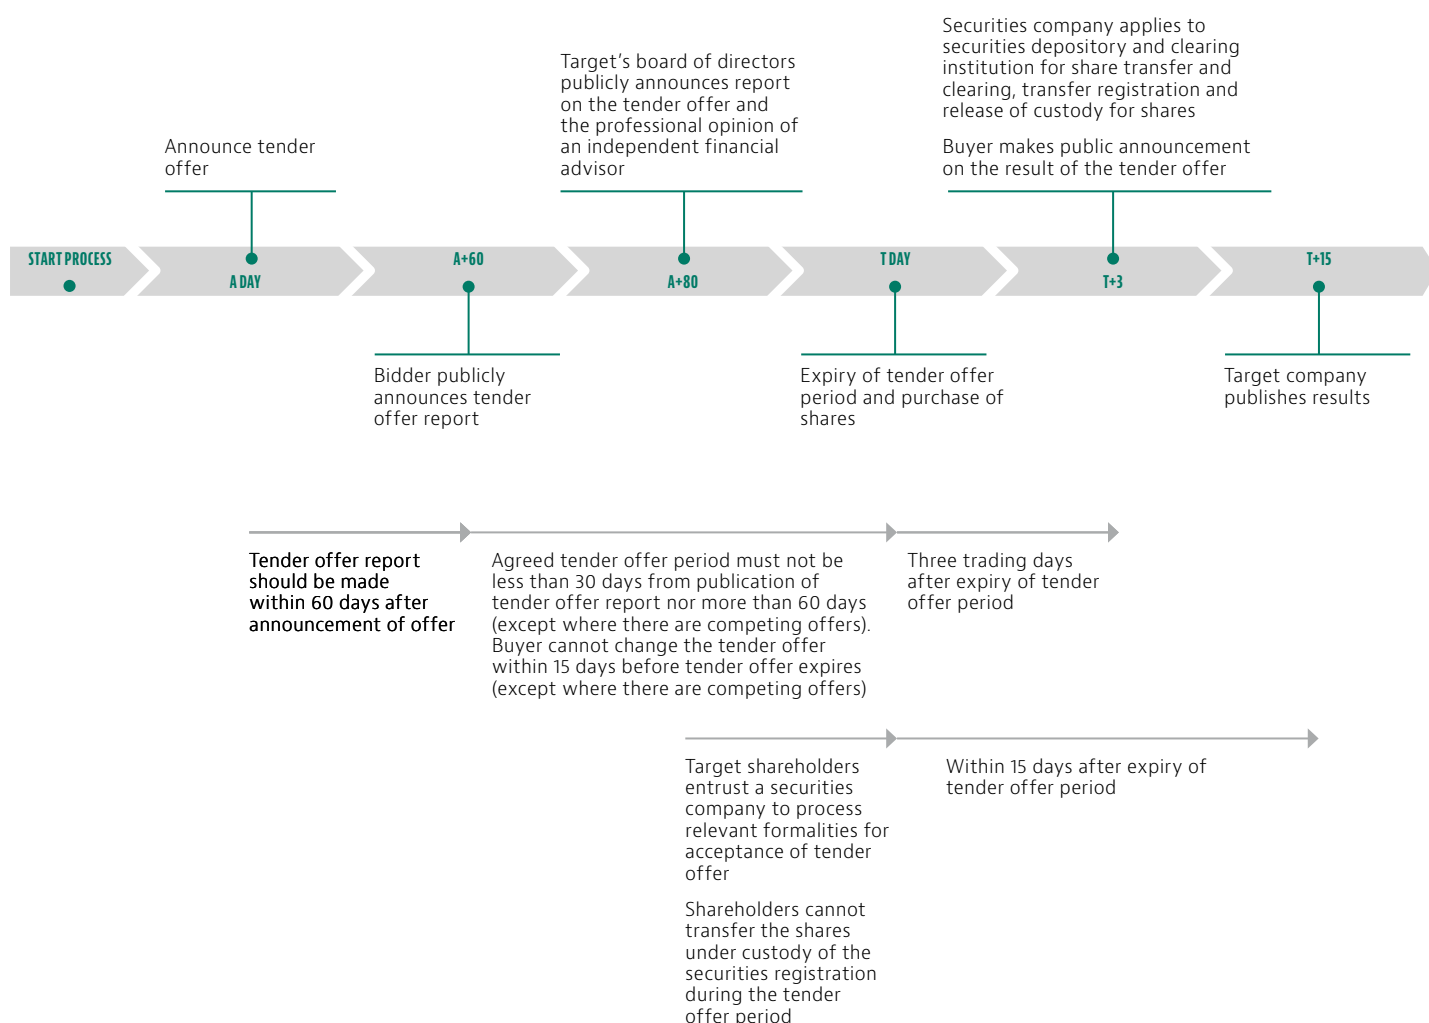 Securities company applies to
securities depository and clearing
institution for share transfer and
clearing, transfer registration and
release of custody for shares
Buyer makes public announcement
on the result of the tender offer
Target's board of directors
publicly announces report
on the tender offer and
the professional opinion of
an independent financial
advisor
Announce tender
offer
START PROCESS
A DAY
A+60
A+80
T DAY
T+3
T+15
Bidder publicly
announces tender
offer report
Expiry of tender offer
period and purchase of
shares
Target company
publishes results
Tender offer report
should be made
within 60 days after
announcement of offer
Agreed tender offer period must not be
less than 30 days from publication of
tender offer report nor more than 60 days
(except where there are competing offers).
Buyer cannot change the tender offer
within 15 days before tender offer expires
(except where there are competing offers)
Three trading days
after expiry of tender
offer period
Target shareholders
entrust a securities
company to process
relevant formalities for
acceptance of tender
offer
Shareholders cannot
transfer the shares
under custody of the
securities registration
during the tender
offer period
Within 15 days after expiry of
tender offer period